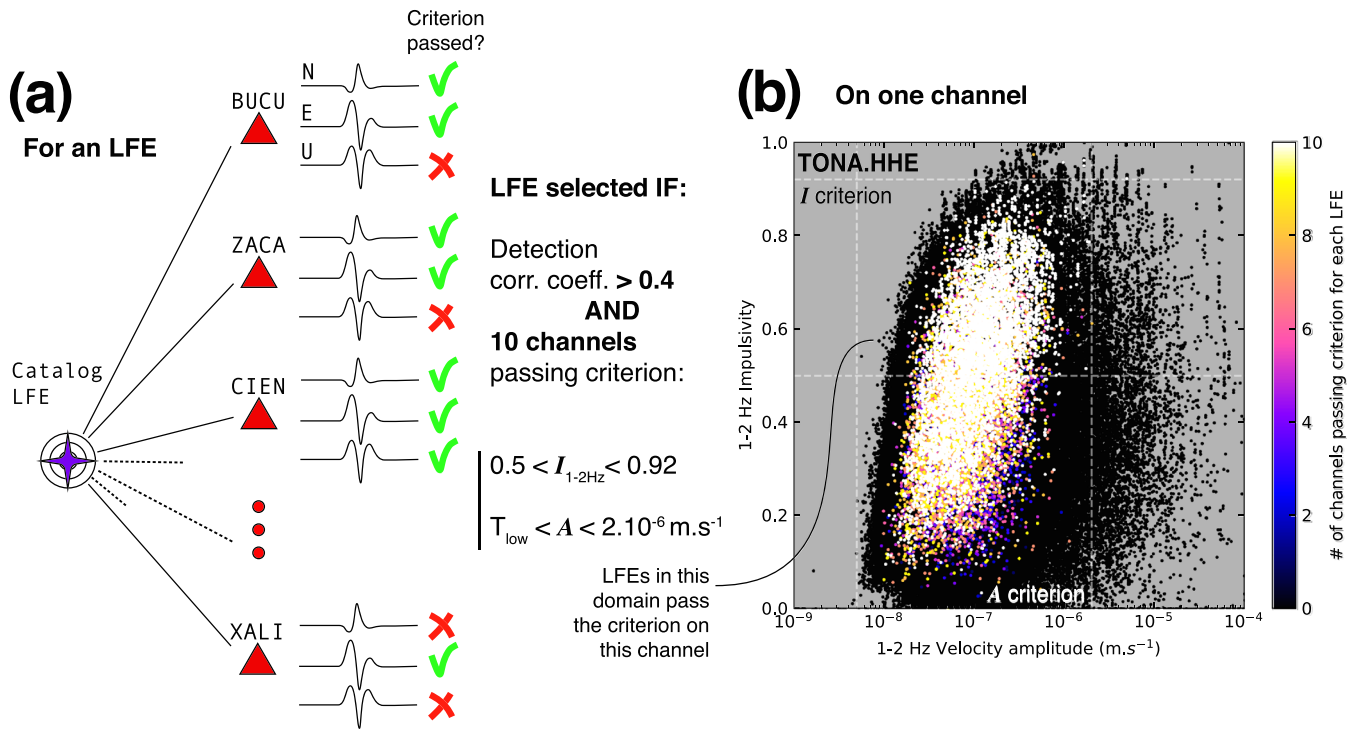 (a)
For an LFE
Criterion
passed?
BUCU
N
E
U
ZACA
CIEN
XALI
Catalog
LFE
LFE selected IF:
Detection
corr. coeff. > 0.4
AND
10 channels
passing criterion:
0.5 < I1-2Hz < 0.92
Tlow < A < 2.10-6 m.s-1
LFEs in this
domain pass
the criterion on
this channel
(b)
On one channel
TONA.HHE
I criterion
A criterion
1.0
0.8
0.6
0.4
0.2
0.0
1-2 Hz Impulsivity
10-9
10-8
10-7
10-6
10-5
10-4
1-2 Hz Velocity amplitude (m.s-1)
10
8
6
4
2
0
# of channels passing criterion for each LFE